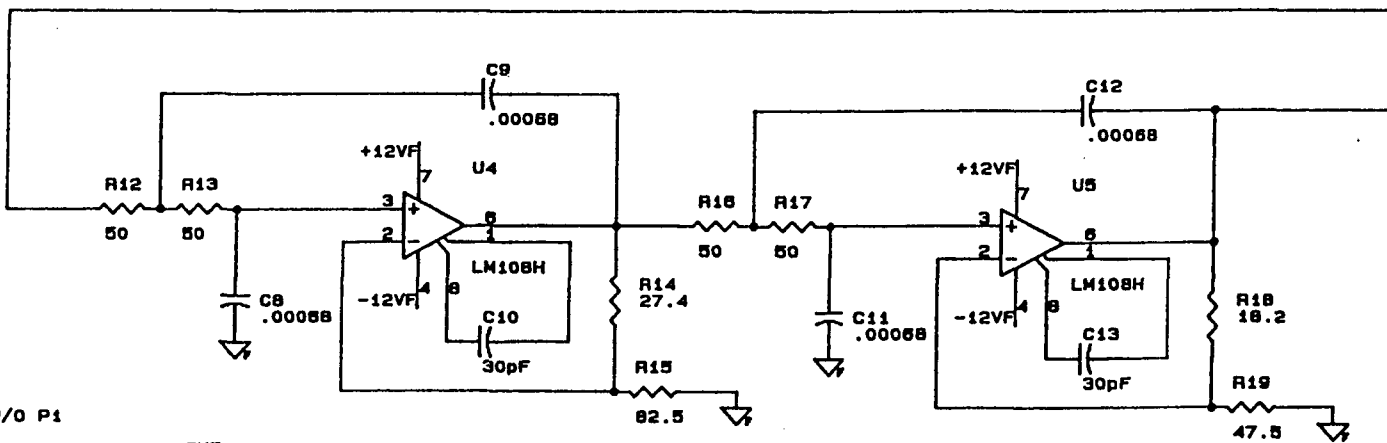 C9
.00068
C12
.00068
+12VF
7
U4
+12VF
7
U5
R12
50
R13
50
3
+
2
-
6
1
LM108H
4
8
-12VF
C8
.00068
C10
30pF
R14
27.4
R15
82.5
R16
50
R17
50
3
+
2
-
6
1
LM108H
4
8
-12VF
C11
.00068
C13
30pF
R18
18.2
R19
47.5
/O P1